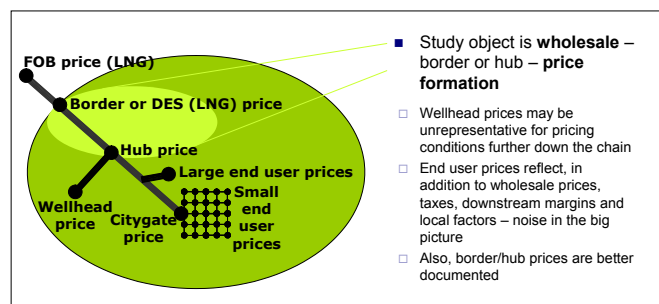 FOB price (LNG)
Border or DES (LNG) price
Hub price
Large end user prices
Wellhead
price
Citygate
price
Small
end
user
prices
Study object is wholesale –
border or hub – price
formation
Wellhead prices may be
unrepresentative for pricing
conditions further down the chain
End user prices reflect, in
addition to wholesale prices,
taxes, downstream margins and
local factors – noise in the big
picture
Also, border/hub prices are better
documented